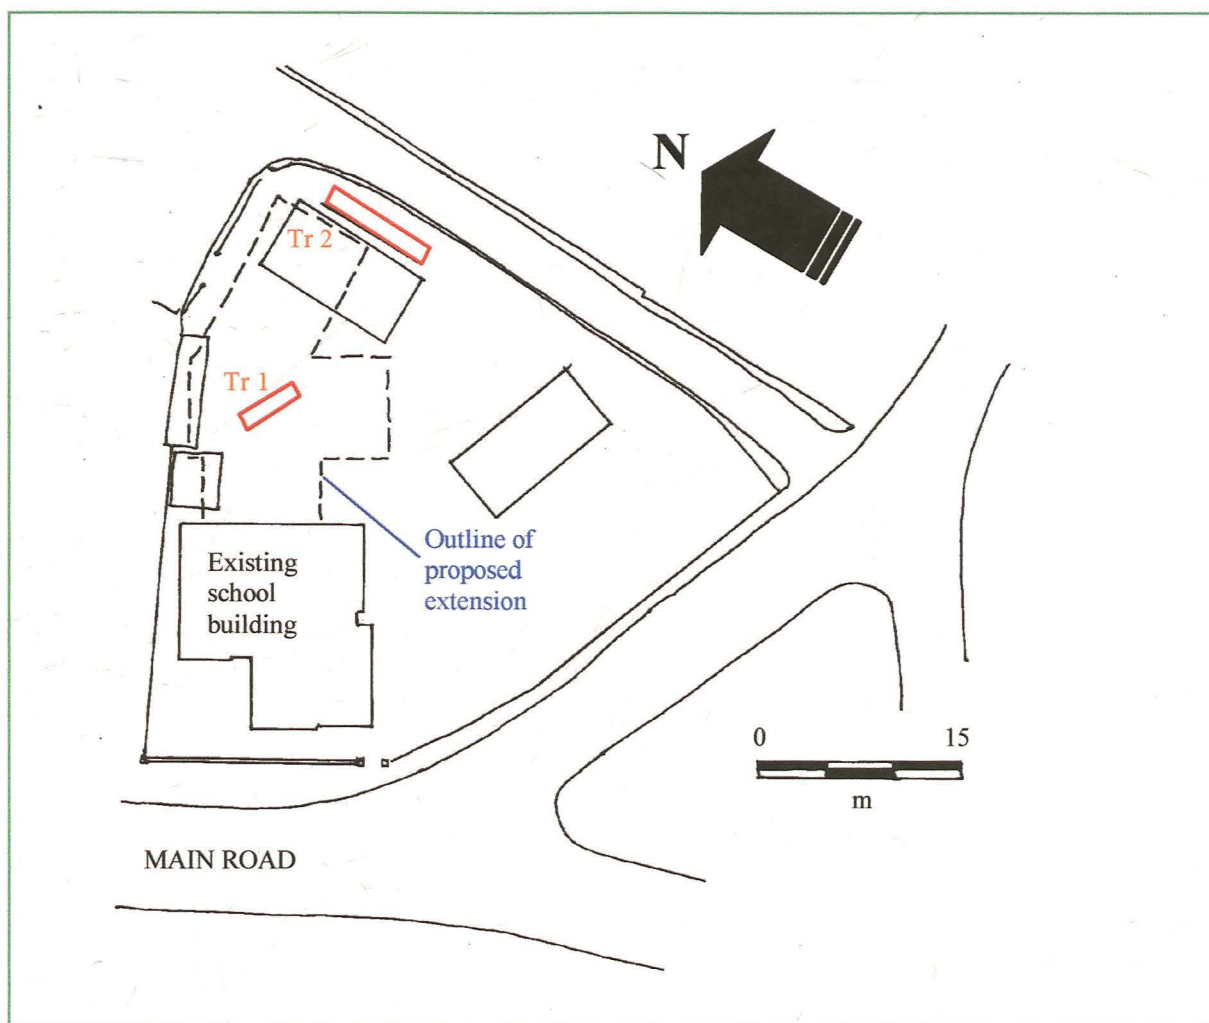 N
Tr 2
Tr 1
Outline of
proposed
extension
Existing
school
building
0 15
m
MAIN ROAD